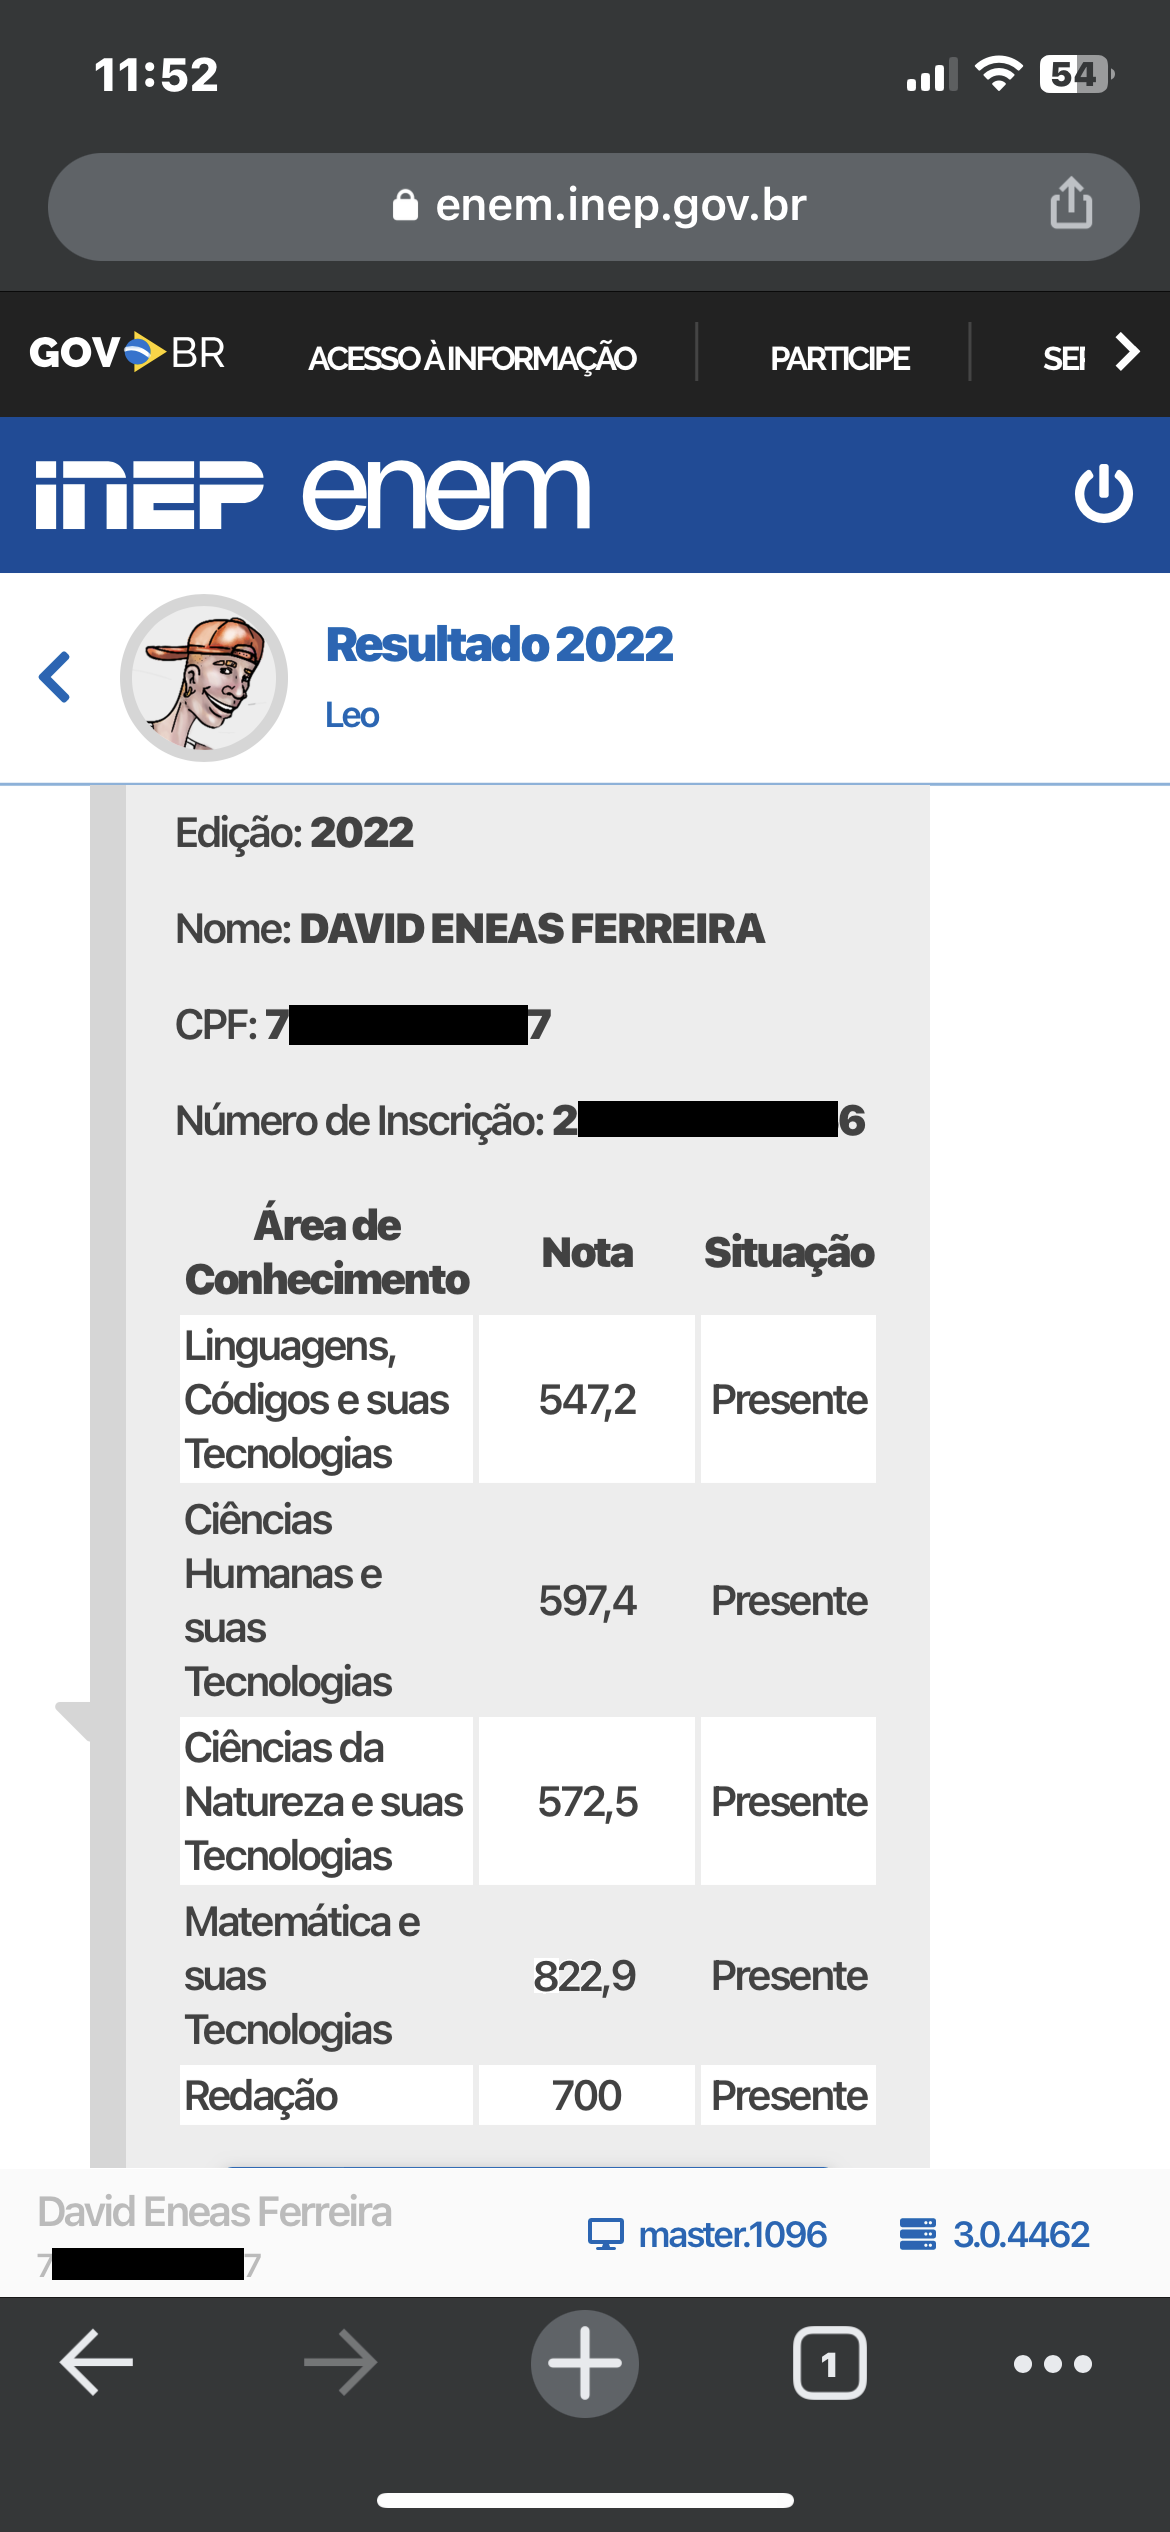 11:52
54
enem.inep.gov.br
GOV BR ACESSO À INFORMAÇÃO PARTICIPE
inep enem
Resultado 2022
Leo
Edição: 2022
Nome: DAVID ENEAS FERREIRA
CPF: 7 7
Número de Inscrição: 2 6
Área de
Conhecimento
Nota
Situação
Linguagens,
Códigos e suas
Tecnologias
547,2
Presente
Ciências
Humanas e
suas
Tecnologias
597,4
Presente
Ciências da
Natureza e suas
Tecnologias
572,5
Presente
Matemática e
suas
Tecnologias
822,9
Presente
Redação
700
Presente
David Eneas Ferreira
7 7
master.1096
3.0.4462
1